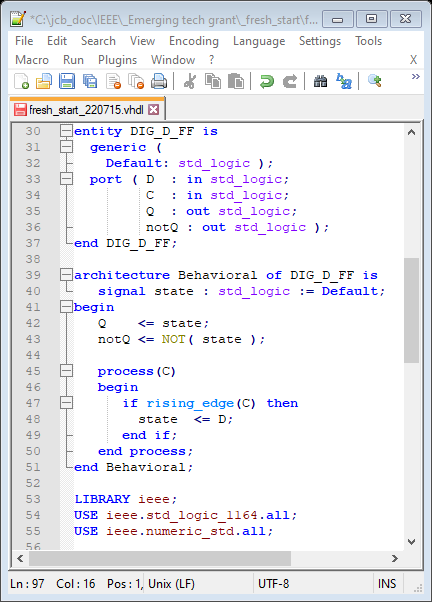 *C:\jcb_doc\IEEE\_Emerging tech grant\_fresh_start\f...
File Edit Search View Encoding Language Settings Tools
Macro Run Plugins Window ? X
fresh_start_220715.vhdl
30 entity DIG_D_FF is
31 generic (
32 Default: std_logic );
33 port ( D : in std_logic;
34 C : in std_logic;
35 Q : out std_logic;
36 notQ : out std_logic );
37 end DIG_D_FF;
38
39 architecture Behavioral of DIG_D_FF is
40 signal state : std_logic := Default;
41 begin
42 Q <= state;
43 notQ <= NOT( state );
44
45 process(C)
46 begin
47 if rising_edge(C) then
48 state <= D;
49 end if;
50 end process;
51 end Behavioral;
52
53 LIBRARY ieee;
54 USE ieee.std_logic_1164.all;
55 USE ieee.numeric_std.all;
56
Ln : 97 Col : 16 Pos : 1, Unix (LF) UTF-8 INS